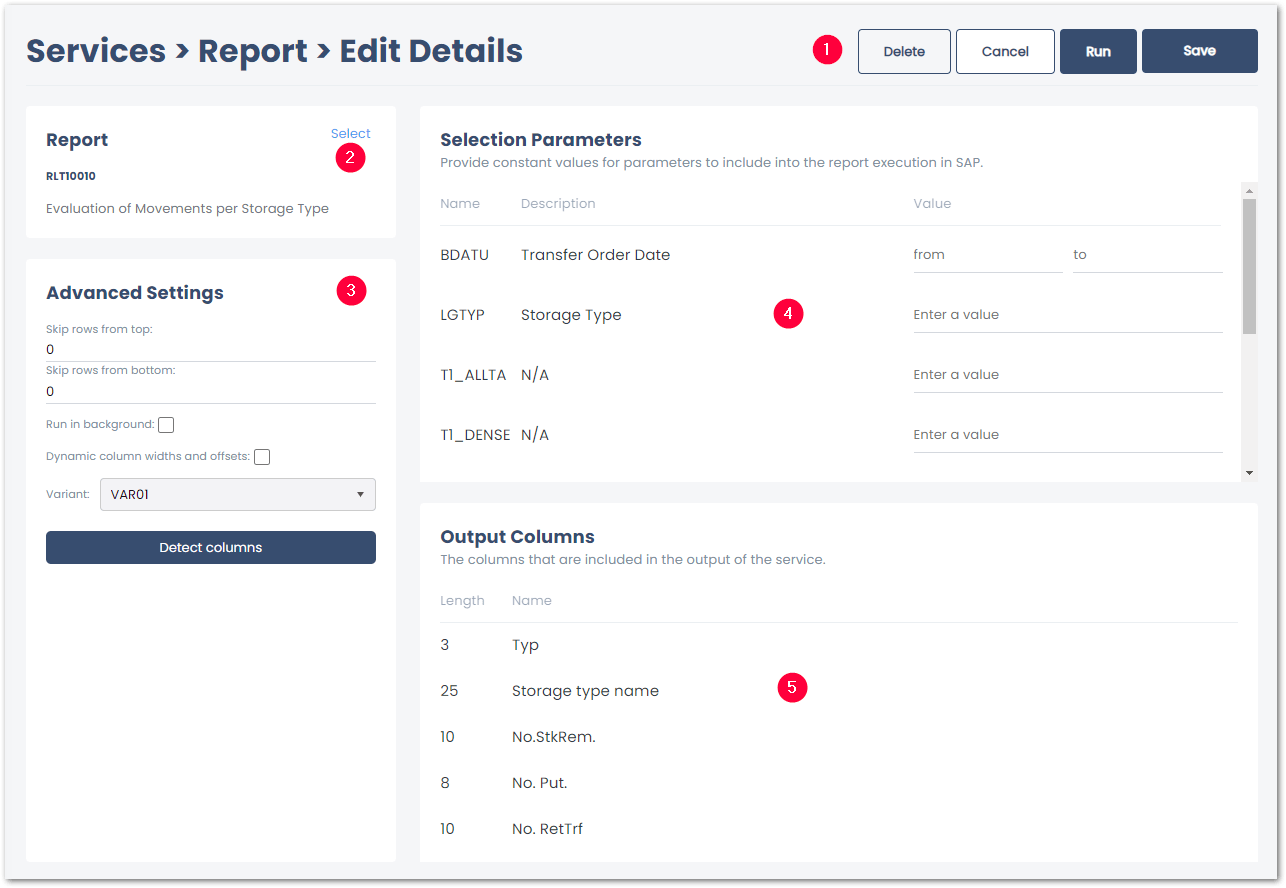 Services > Report > Edit Details
1
Delete
Cancel
Run
Save
Report
Select
2
RLT10010
Evaluation of Movements per Storage Type
Advanced Settings
3
Skip rows from top:
0
Skip rows from bottom:
0
Run in background:
Dynamic column widths and offsets:
Variant: VAR01
Detect columns
Selection Parameters
Provide constant values for parameters to include into the report execution in SAP.
Name Description Value
BDATU Transfer Order Date from to
LGTYP Storage Type 4 Enter a value
T1_ALLTA N/A Enter a value
T1_DENSE N/A Enter a value
Output Columns
The columns that are included in the output of the service.
Length Name
3 Typ
25 Storage type name 5
10 No.StkRem.
8 No. Put.
10 No. RetTrf